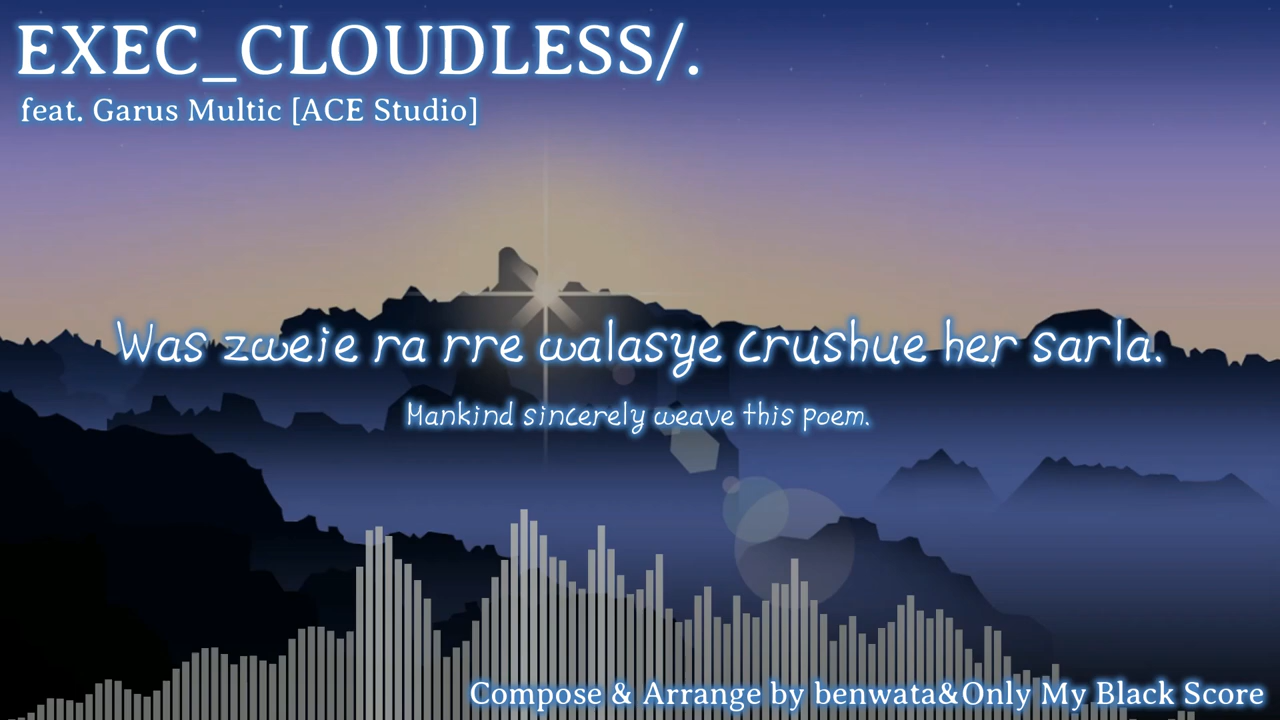 EXEC_CLOUDLESS/.
feat. Garus Multic [ACE Studio]
Was zweie ra rre walasye crushue her sarla.
Mankind sincerely weave this poem.
Compose & Arrange by benwata&Only My Black Score